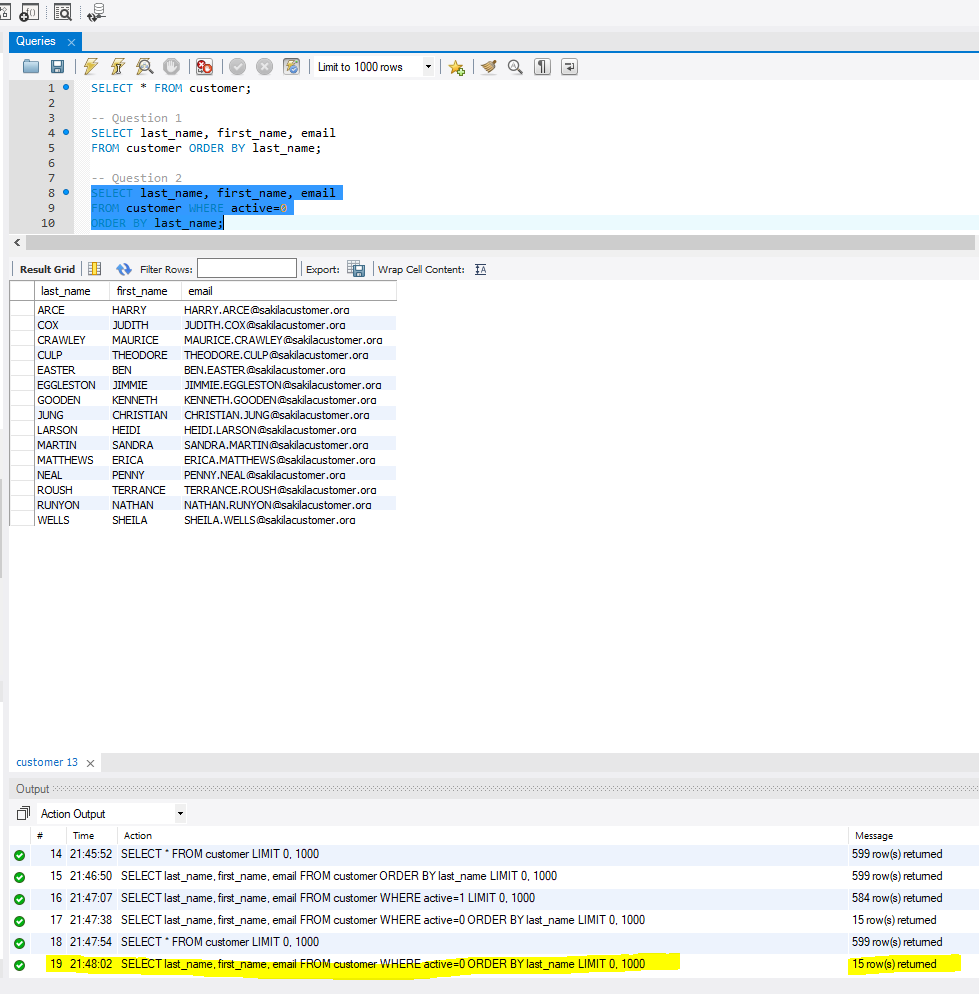 Queries
Limit to 1000 rows
1 SELECT * FROM customer;
2
3 -- Question 1
4 SELECT last_name, first_name, email
5 FROM customer ORDER BY last_name;
6
7 -- Question 2
8 SELECT last_name, first_name, email
9 FROM customer WHERE active=0
10 ORDER BY last_name;
Result Grid Filter Rows: Export: Wrap Cell Content:
last_name first_name email
ARCE HARRY HARRY.ARCE@sakilacustomer.org
COX JUDITH JUDITH.COX@sakilacustomer.org
CRAWLEY MAURICE MAURICE.CRAWLEY@sakilacustomer.org
CULP THEODORE THEODORE.CULP@sakilacustomer.org
EASTER BEN BEN.EASTER@sakilacustomer.org
EGGLESTON JIMMIE JIMMIE.EGGLESTON@sakilacustomer.org
GOODEN KENNETH KENNETH.GOODEN@sakilacustomer.org
JUNG CHRISTIAN CHRISTIAN.JUNG@sakilacustomer.org
LARSON HEIDI HEIDI.LARSON@sakilacustomer.org
MARTIN SANDRA SANDRA.MARTIN@sakilacustomer.org
MATTHEWS ERICA ERICA.MATTHEWS@sakilacustomer.org
NEAL PENNY PENNY.NEAL@sakilacustomer.org
ROUSH TERRANCE TERRANCE.ROUSH@sakilacustomer.org
RUNYON NATHAN NATHAN.RUNYON@sakilacustomer.org
WELLS SHEILA SHEILA.WELLS@sakilacustomer.org
customer 13
Output
Action Output
# Time Action Message
14 21:45:52 SELECT * FROM customer LIMIT 0, 1000 599 row(s) returned
15 21:46:50 SELECT last_name, first_name, email FROM customer ORDER BY last_name LIMIT 0, 1000 599 row(s) returned
16 21:47:07 SELECT last_name, first_name, email FROM customer WHERE active=1 LIMIT 0, 1000 584 row(s) returned
17 21:47:38 SELECT last_name, first_name, email FROM customer WHERE active=0 ORDER BY last_name LIMIT 0, 1000 15 row(s) returned
18 21:47:54 SELECT * FROM customer LIMIT 0, 1000 599 row(s) returned
19 21:48:02 SELECT last_name, first_name, email FROM customer WHERE active=0 ORDER BY last_name LIMIT 0, 1000 15 row(s) returned